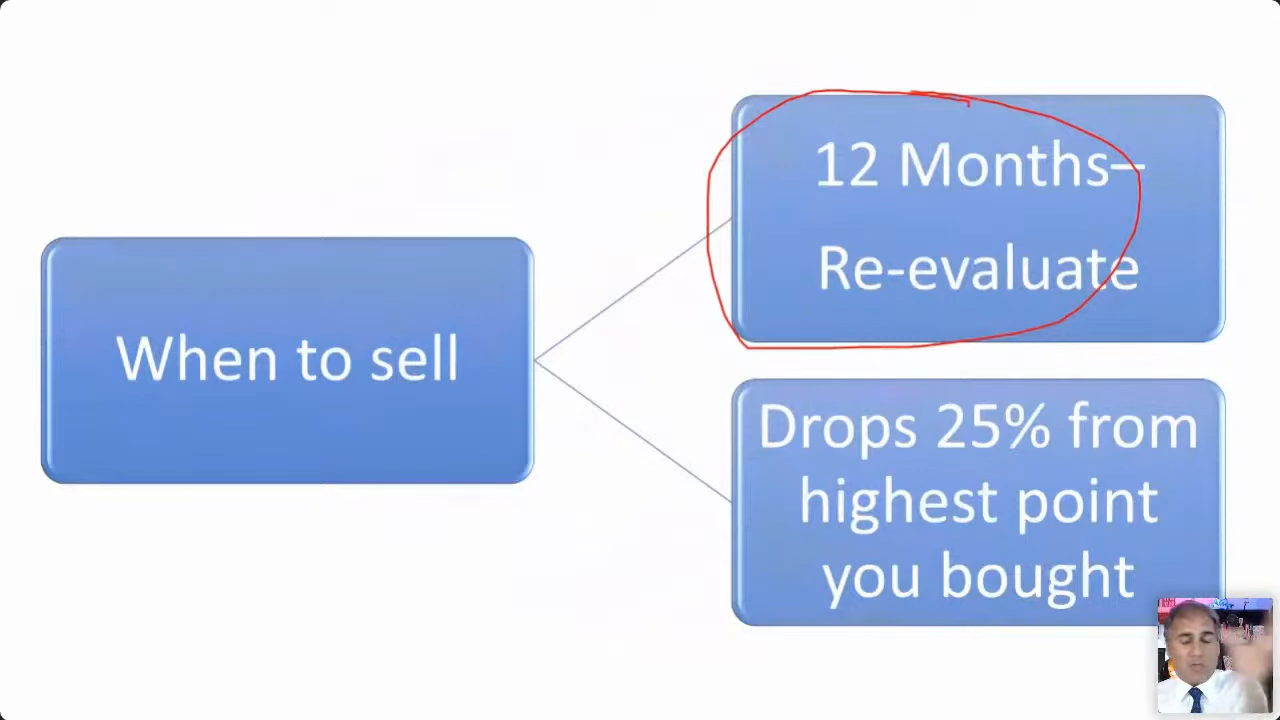 When to sell
12 Months–
Re-evaluate
Drops 25% from
highest point
you bought